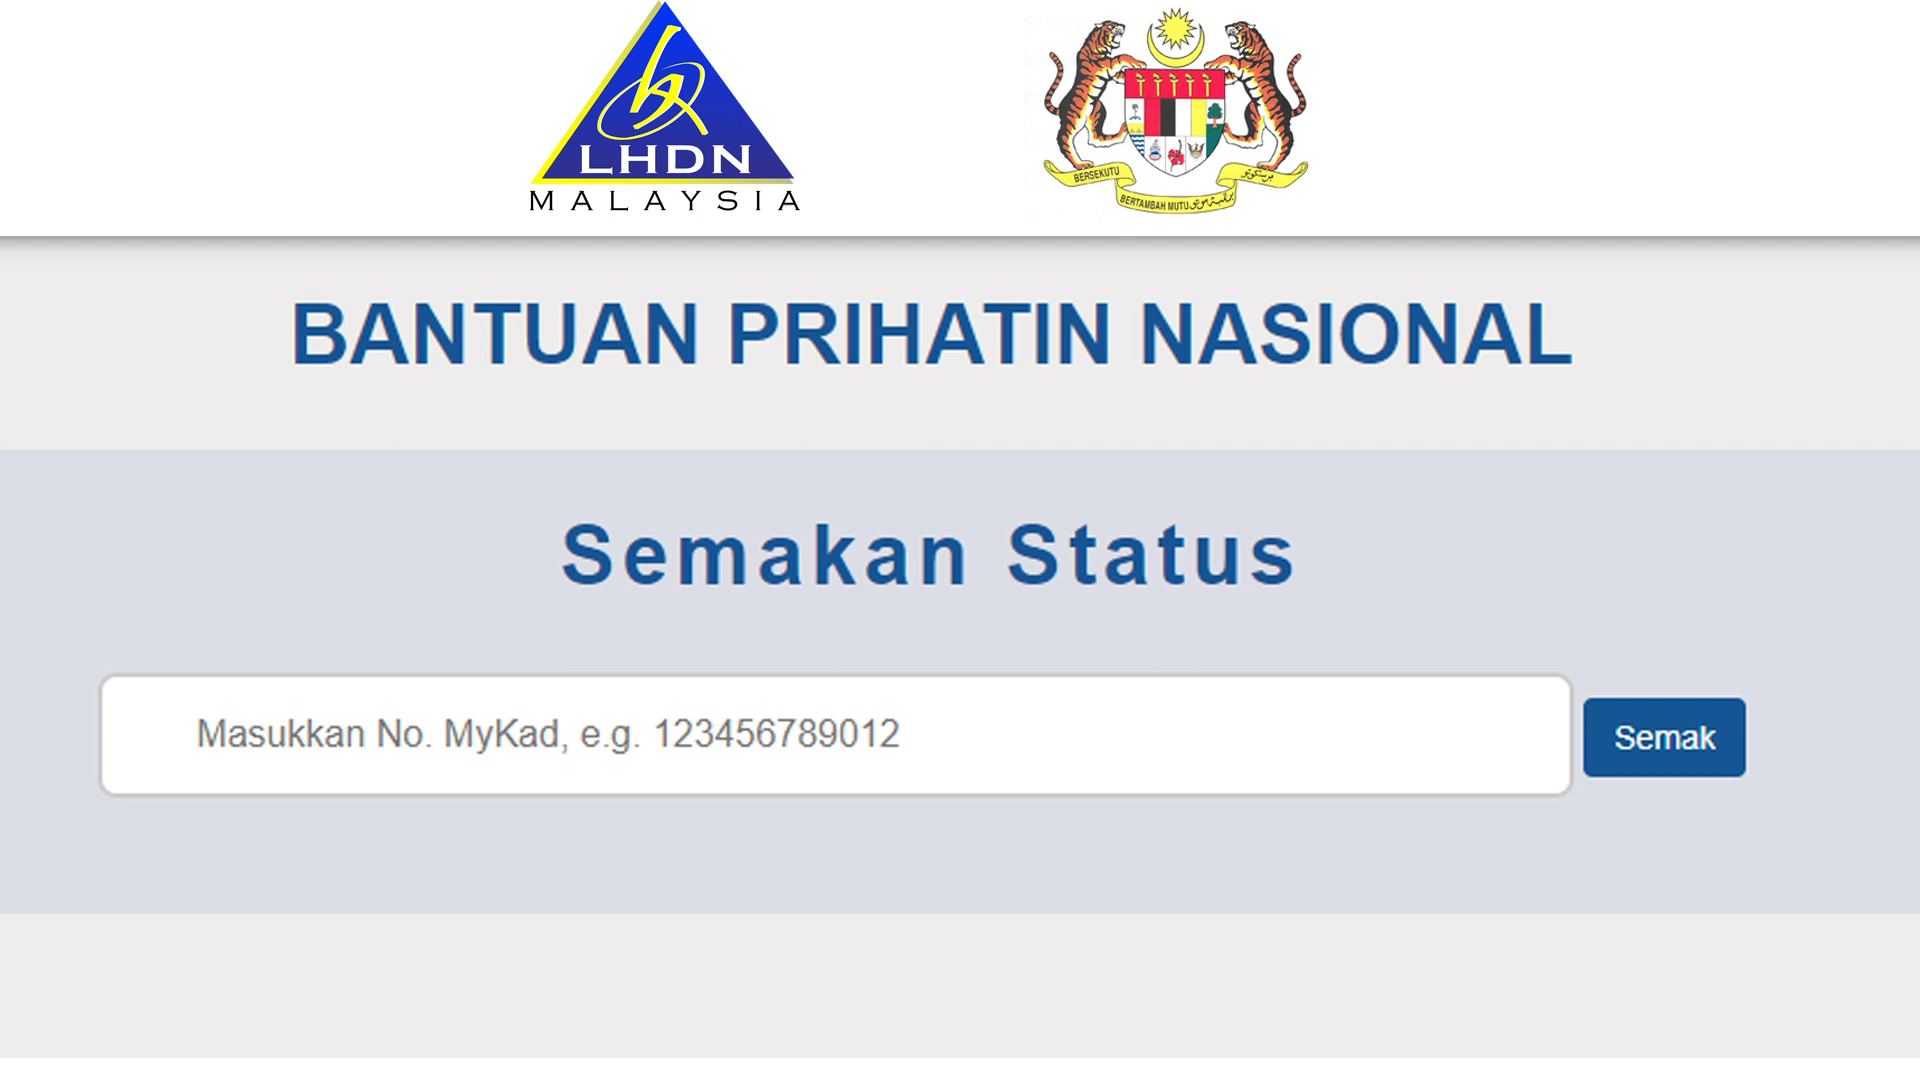 LHDN
MALAYSIA
BERSEKUTU
BERTAMBAH MUTU
BANTUAN PRIHATIN NASIONAL
Semakan Status
Masukkan No. MyKad, e.g. 123456789012
Semak